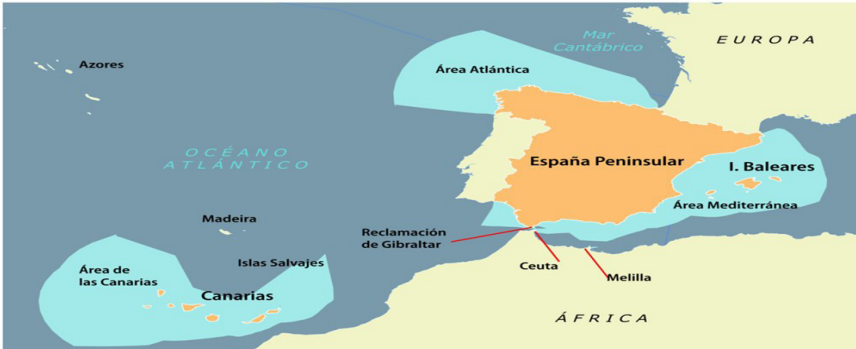 Mar
Cantábrico
EUROPA
Azores
Área Atlántica
OCÉANO
ATLÁNTICO
España Peninsular
I. Baleares
Área Mediterránea
Madeira
Reclamación
de Gibraltar
Islas Salvajes
Área de
las Canarias
Canarias
Ceuta
Melilla
ÁFRICA